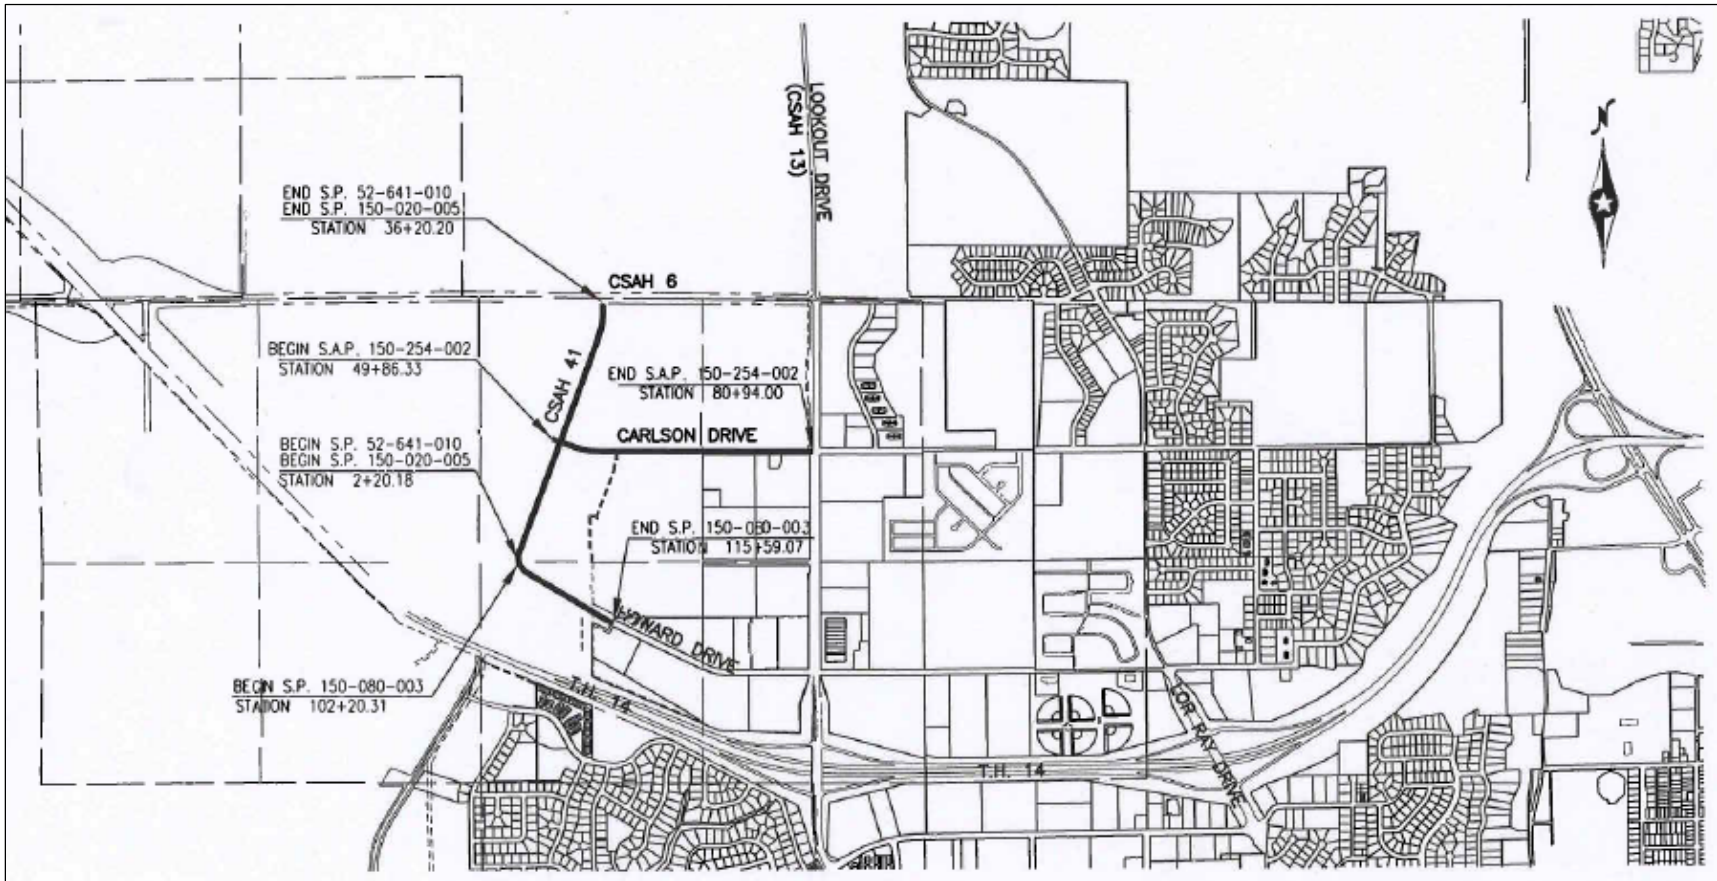 N
LOOKOUT DRIVE
(CSAH 13)
END S.P. 52-641-010
END S.P. 150-020-005
STATION 36+20.20
CSAH 6
BEGIN S.A.P. 150-254-002
STATION 49+86.33
CSAH 41
END S.A.P. 150-254-002
STATION 80+94.00
CARLSON DRIVE
BEGIN S.P. 52-641-010
BEGIN S.P. 150-020-005
STATION 2+20.18
END S.P. 150-080-003
STATION 115+59.07
DRIVE
BEGIN S.P. 150-080-003
STATION 102+20.31
T.H. 14
LOR RAY DRIVE
T.H. 14